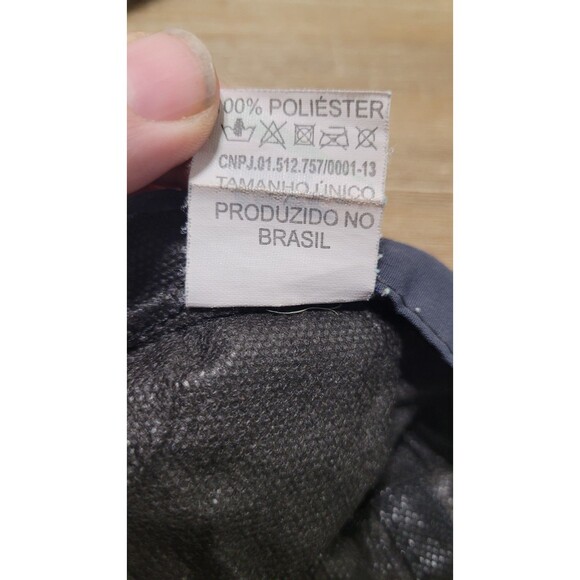 00% POLIÉSTER
CNPJ.01.512.757/0001-13
TAMANHO ÚNICO
PRODUZIDO NO
BRASIL